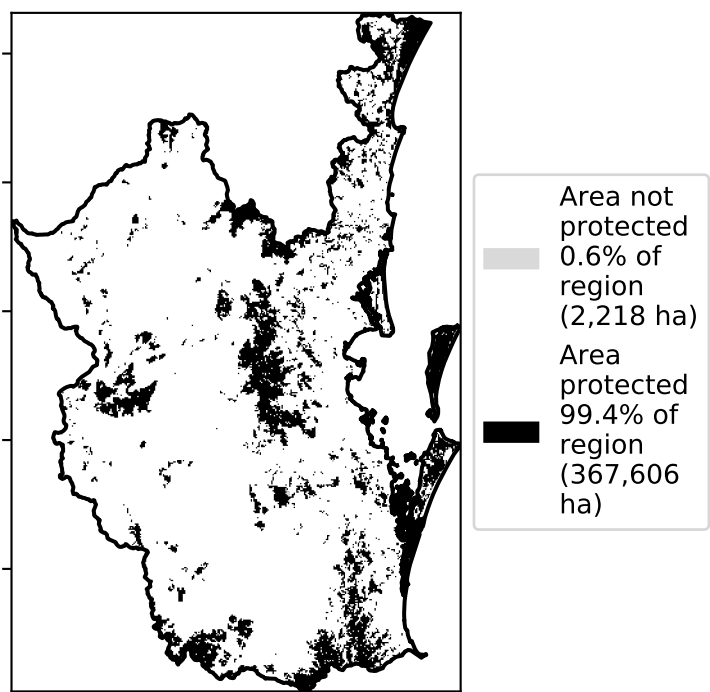 Area not
protected
0.6% of
region
(2,218 ha)
Area
protected
99.4% of
region
(367,606
ha)